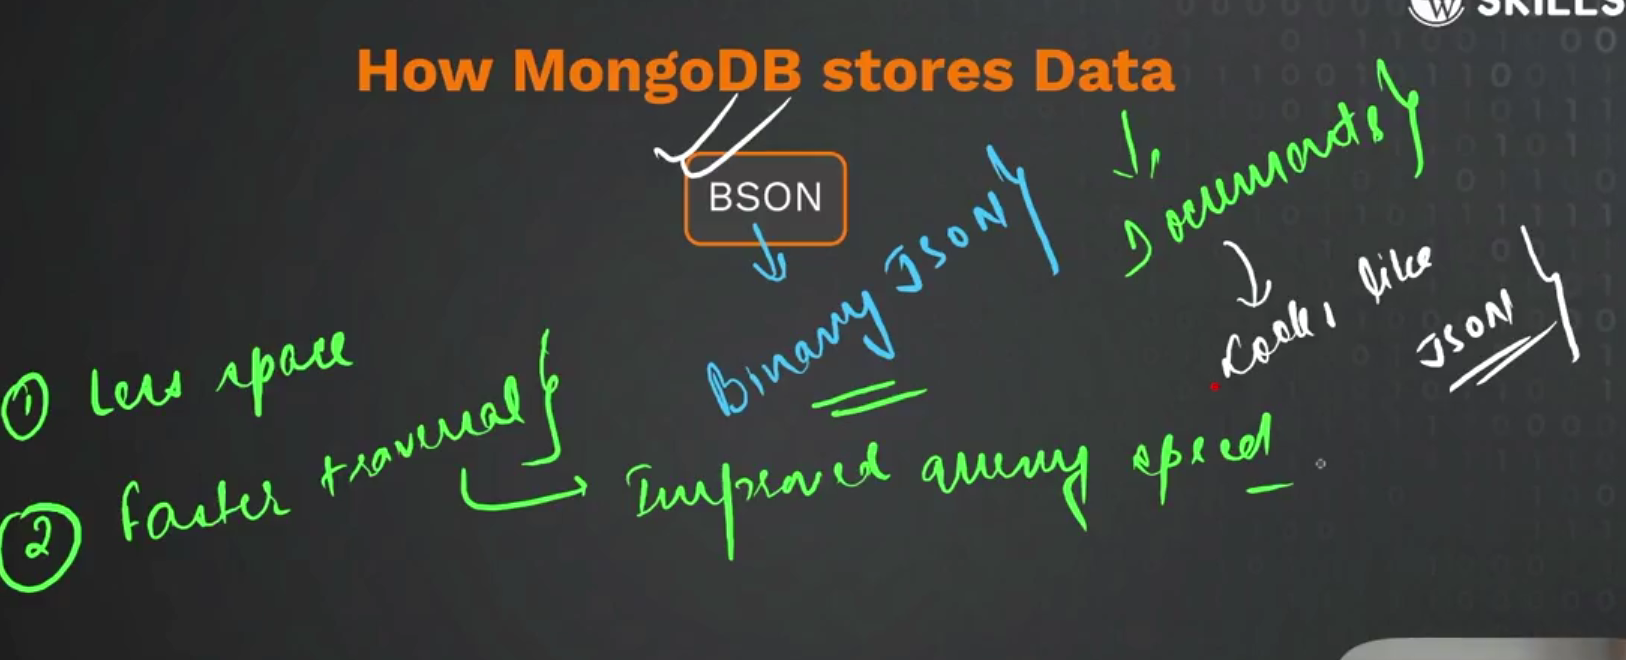 SKILLS
How MongoDB stores Data
BSON
Binary JSON
Documents
Looks like
JSON
① Less space
② faster traversal
Improved query speed